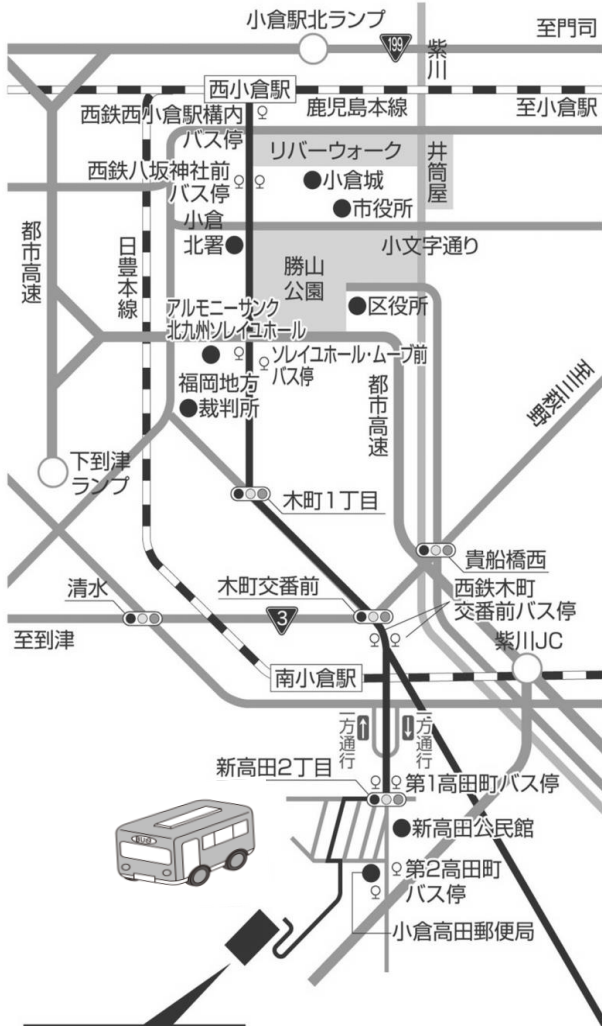 小倉駅北ランプ
199
至門司
紫川
西小倉駅
鹿児島本線
至小倉駅
西鉄西小倉駅構内
バス停
リバーウォーク
井筒屋
西鉄八坂神社前
バス停
小倉城
市役所
小倉
北署
小文字通り
都市高速
日豊本線
勝山
公園
区役所
アルモニーサンク
北九州ソレイユホール
ソレイユホール・ムーブ前
バス停
福岡地方
裁判所
都市高速
至三萩野
下到津
ランプ
木町1丁目
貴船橋西
清水
木町交番前
西鉄木町
交番前バス停
3
至到津
紫川JC
南小倉駅
一方通行
一方通行
新高田2丁目
第1高田町バス停
BUS
新高田公民館
第2高田町
バス停
小倉高田郵便局